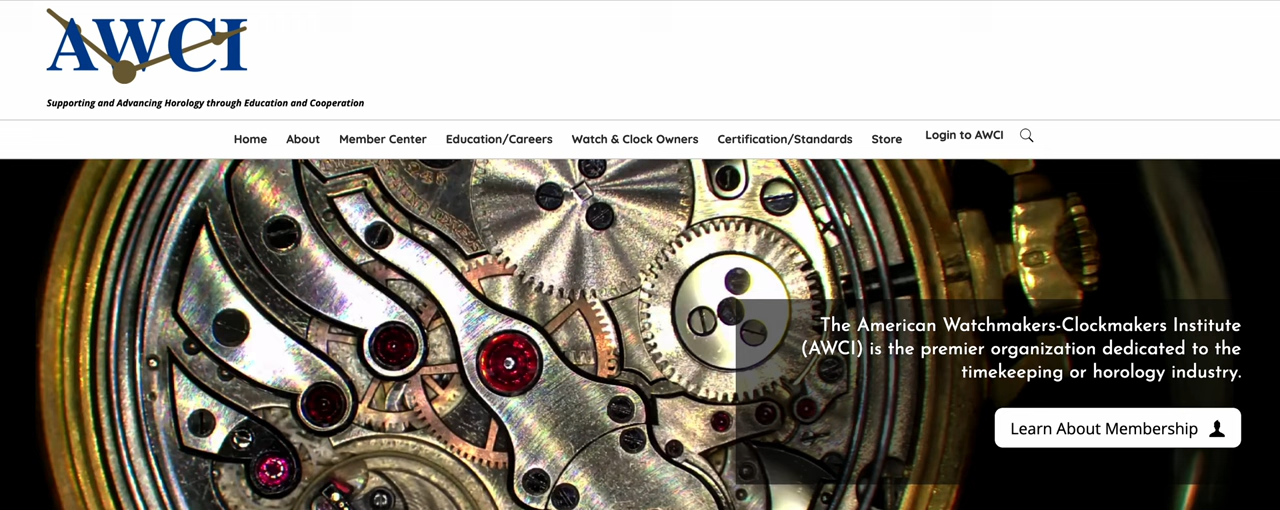 AWCI
Supporting and Advancing Horology through Education and Cooperation
Home About Member Center Education/Careers Watch & Clock Owners Certification/Standards Store Login to AWCI
The American Watchmakers-Clockmakers Institute
(AWCI) is the premier organization dedicated to the
timekeeping or horology industry.
Learn About Membership